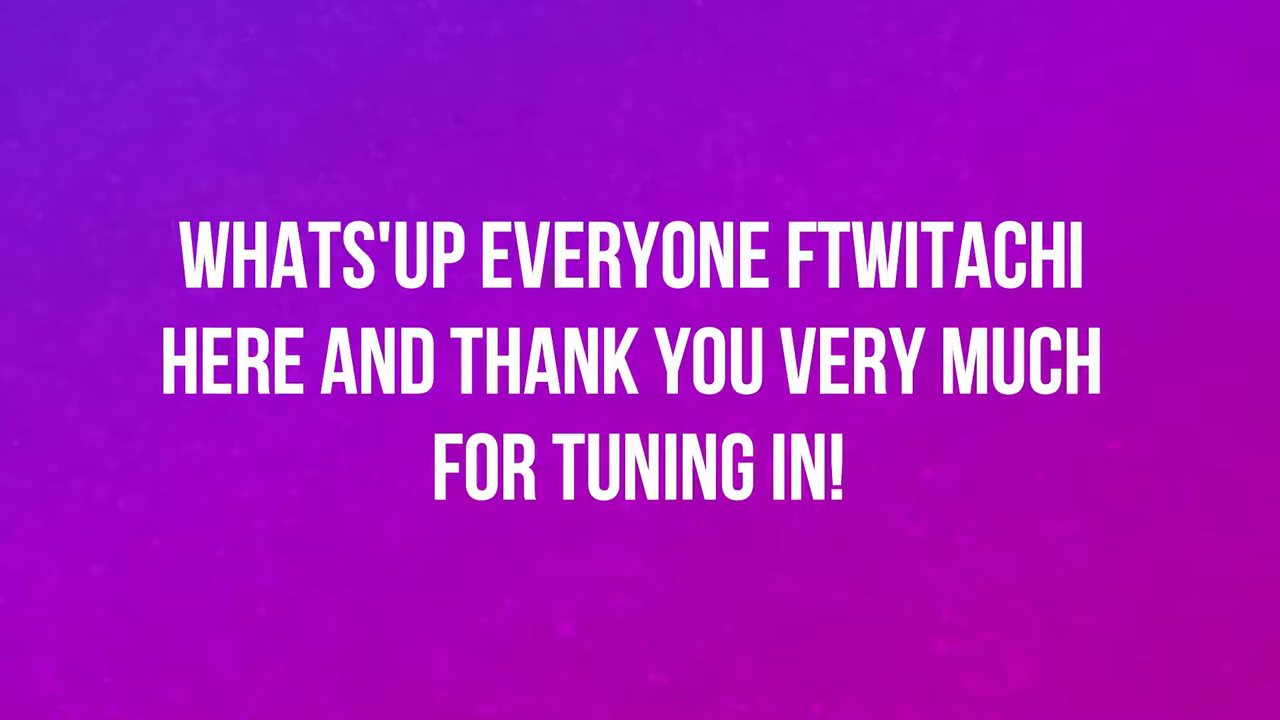 WHATS'UP EVERYONE FTWITACHI
HERE AND THANK YOU VERY MUCH
FOR TUNING IN!